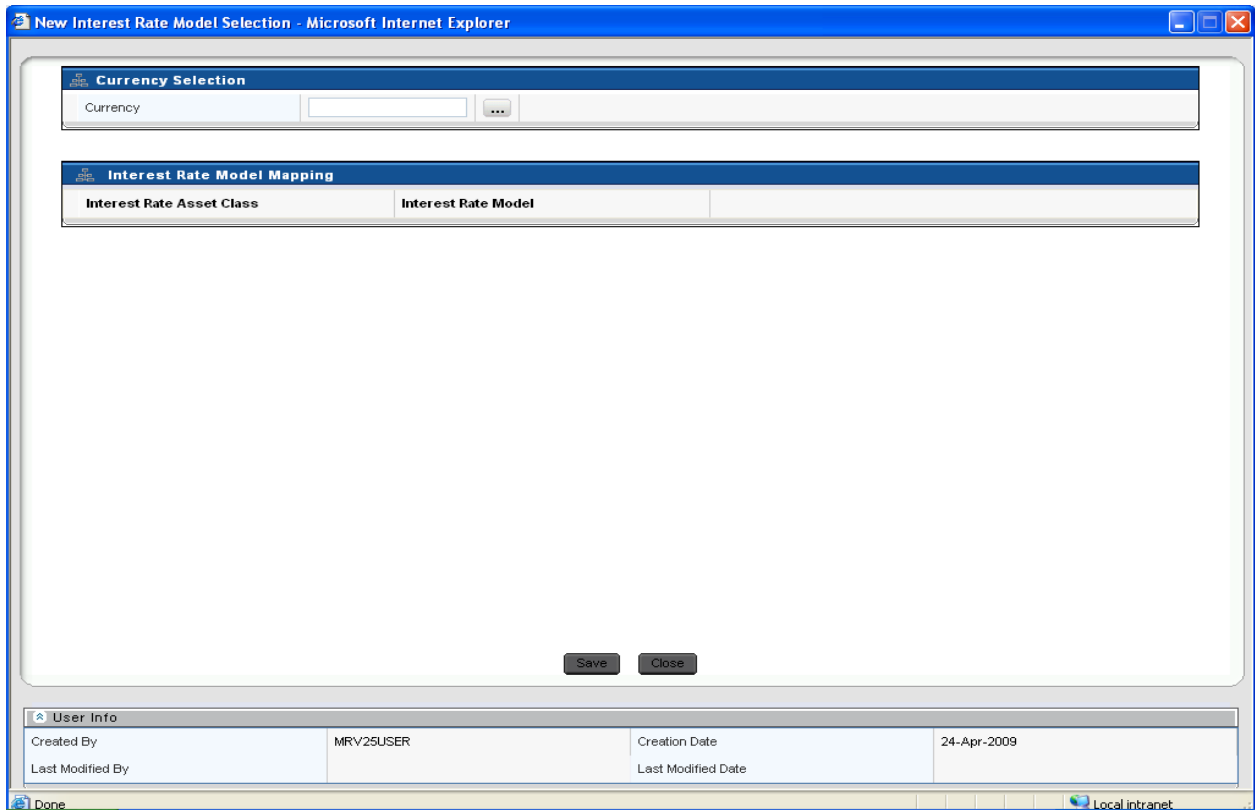 New Interest Rate Model Selection - Microsoft Internet Explorer
Currency Selection
Currency
...
Interest Rate Model Mapping
Interest Rate Asset Class Interest Rate Model
Save Close
User Info
Created By MRV25USER Creation Date 24-Apr-2009
Last Modified By Last Modified Date
Done Local intranet